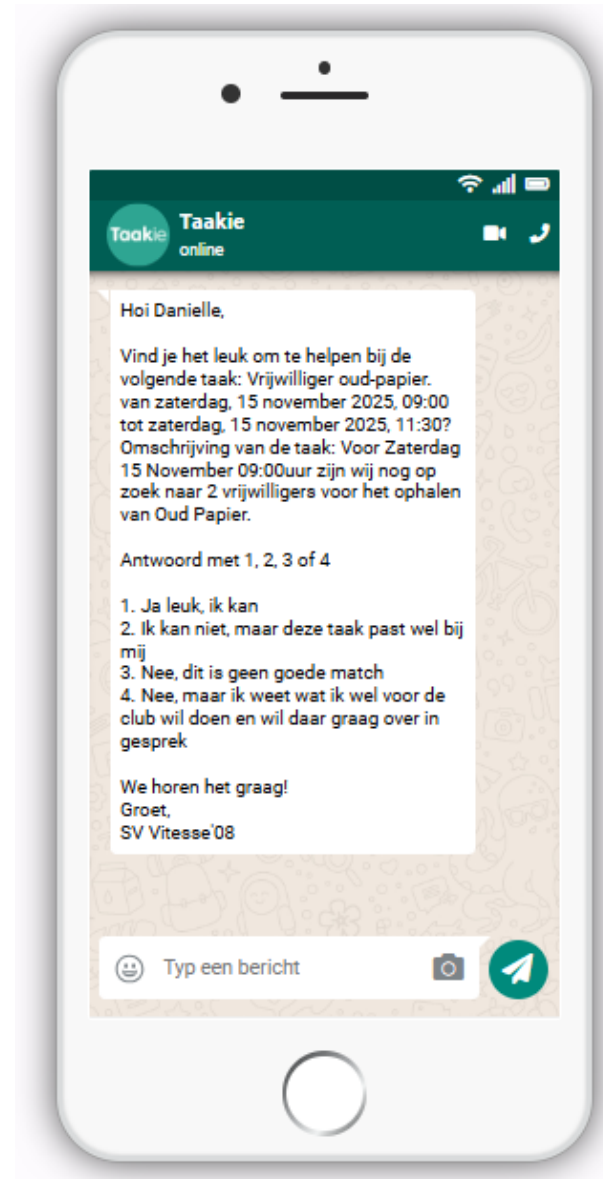 Taakie
Taakie
online
Hoi Danielle,
Vind je het leuk om te helpen bij de
volgende taak: Vrijwilliger oud-papier.
van zaterdag, 15 november 2025, 09:00
tot zaterdag, 15 november 2025, 11:30?
Omschrijving van de taak: Voor Zaterdag
15 November 09:00uur zijn wij nog op
zoek naar 2 vrijwilligers voor het ophalen
van Oud Papier.
Antwoord met 1, 2, 3 of 4
1. Ja leuk, ik kan
2. Ik kan niet, maar deze taak past wel bij
mij
3. Nee, dit is geen goede match
4. Nee, maar ik weet wat ik wel voor de
club wil doen en wil daar graag over in
gesprek
We horen het graag!
Groet,
SV Vitesse'08
Typ een bericht